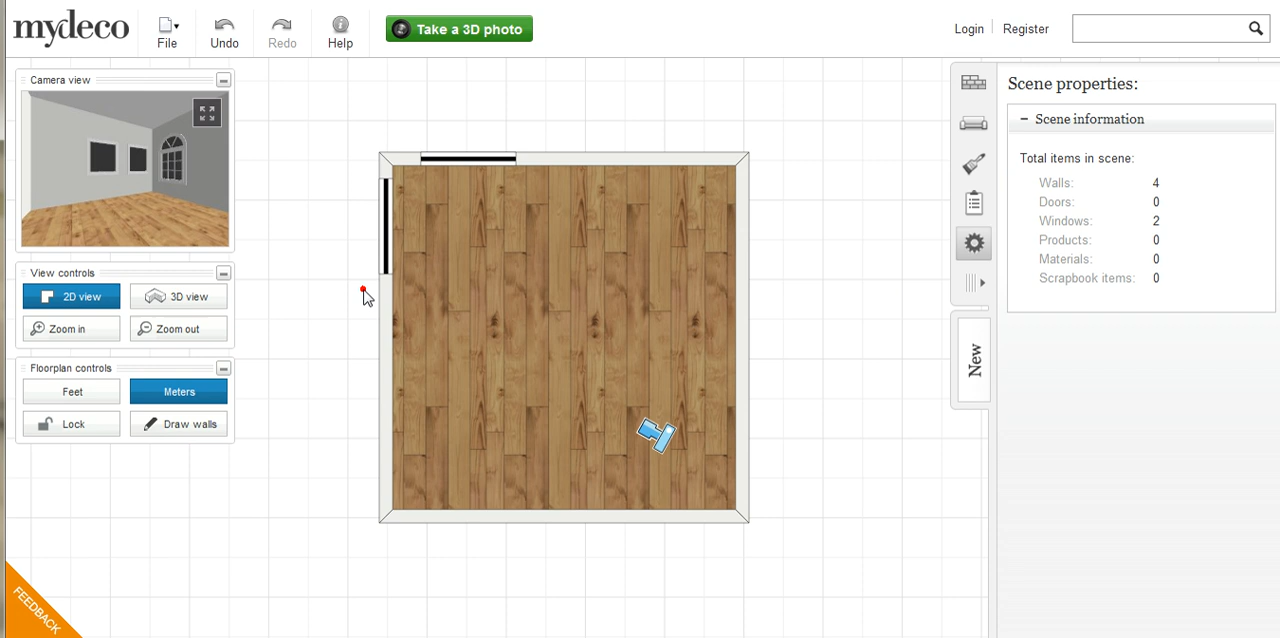 mydeco
File
Undo
Redo
Help
Take a 3D photo
Login
Register
Camera view
View controls
2D view
3D view
Zoom in
Zoom out
Floorplan controls
Feet
Meters
Lock
Draw walls
FEEDBACK
New
Scene properties:
Scene information
Total items in scene:
Walls: 4
Doors: 0
Windows: 2
Products: 0
Materials: 0
Scrapbook items: 0